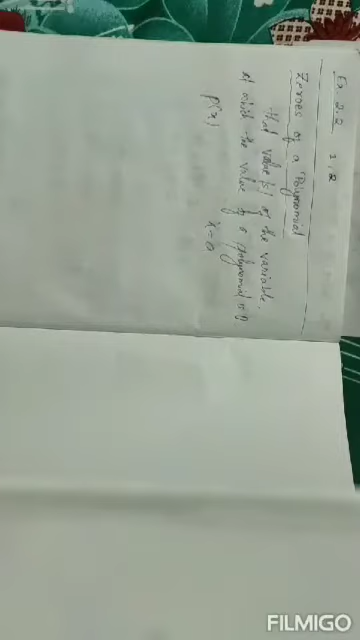 Ex. 2.2 1, 2
Zeroes of a Polynomial
that value(s) of the variable,
at which the value of a polynomial is 0
P(x) x = a
FILMIGO